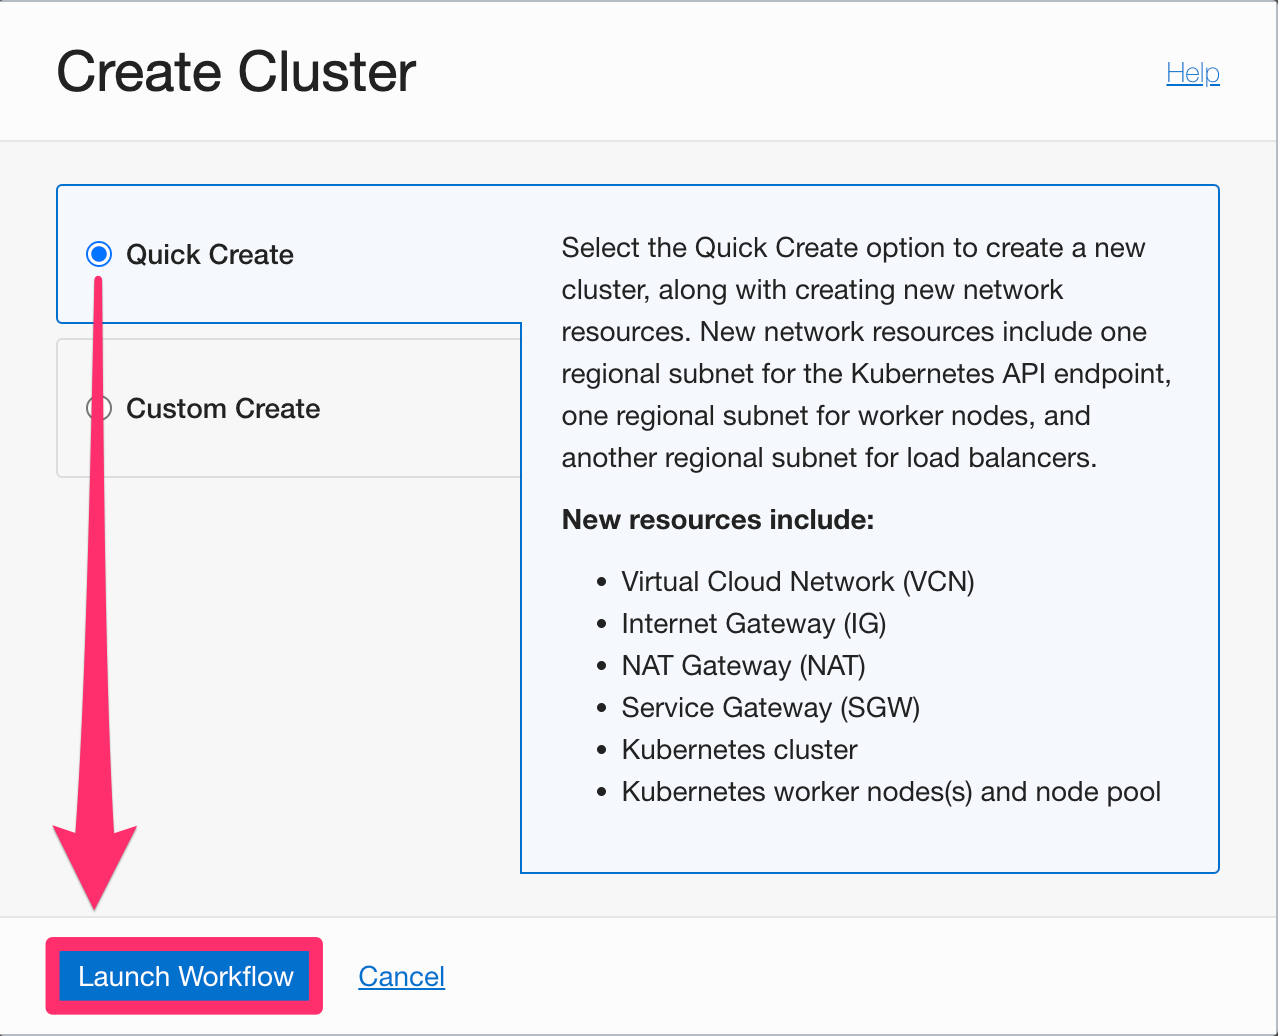 Create Cluster
Help
Quick Create
Custom Create
Select the Quick Create option to create a new
cluster, along with creating new network
resources. New network resources include one
regional subnet for the Kubernetes API endpoint,
one regional subnet for worker nodes, and
another regional subnet for load balancers.
New resources include:
• Virtual Cloud Network (VCN)
• Internet Gateway (IG)
• NAT Gateway (NAT)
• Service Gateway (SGW)
• Kubernetes cluster
• Kubernetes worker nodes(s) and node pool
Launch Workflow
Cancel